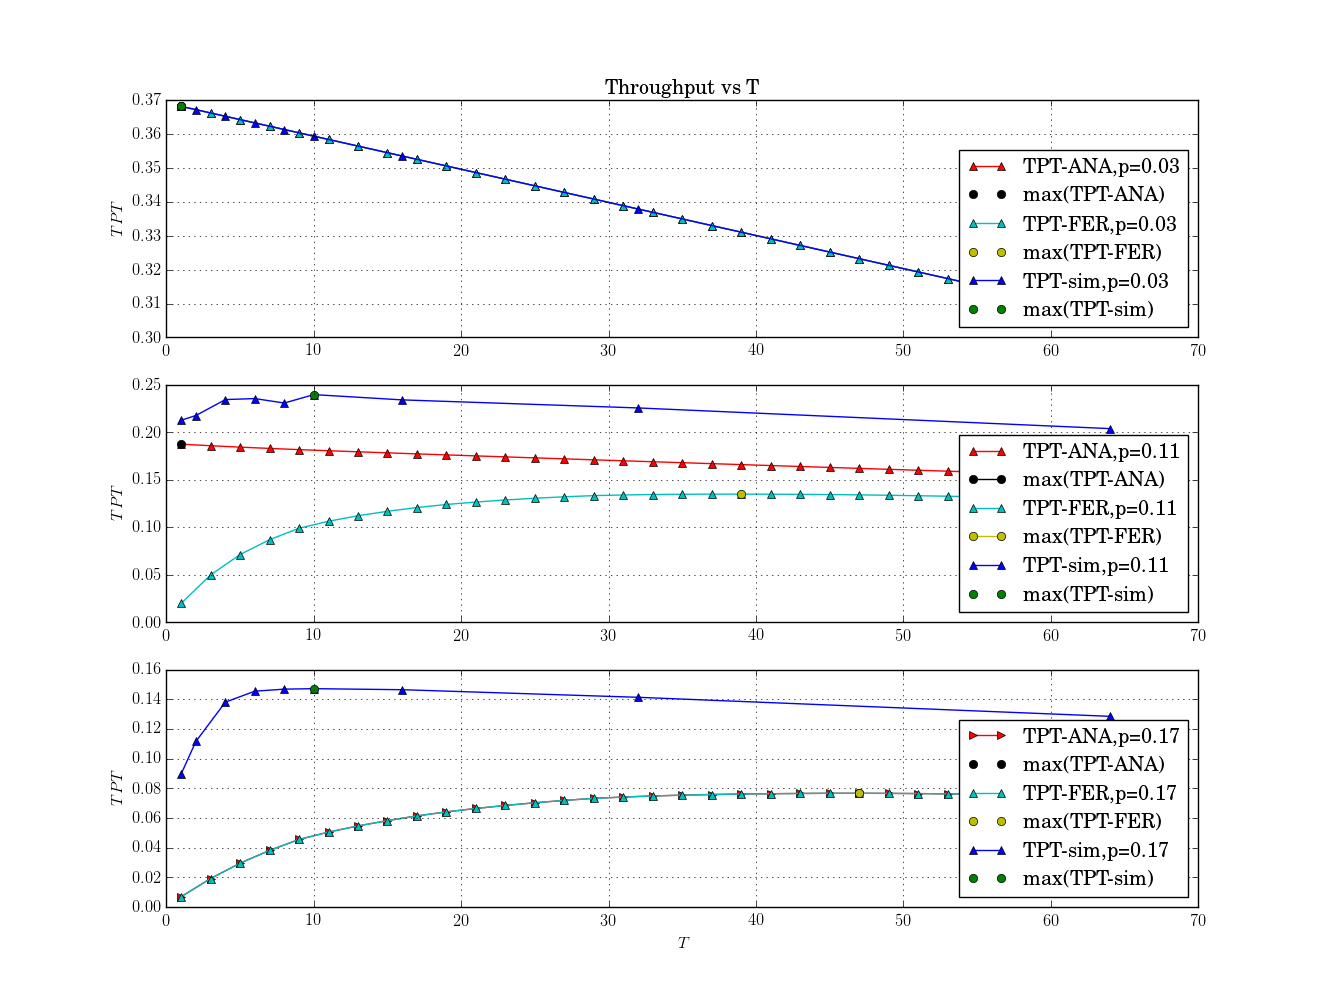 Throughput vs T
0.37
0.36
0.35
0.34
0.33
0.32
0.31
0.30
TPT
0 10 20 30 40 50 60 70
TPT-ANA,p=0.03
max(TPT-ANA)
TPT-FER,p=0.03
max(TPT-FER)
TPT-sim,p=0.03
max(TPT-sim)
0.25
0.20
0.15
0.10
0.05
0.00
TPT
0 10 20 30 40 50 60 70
TPT-ANA,p=0.11
max(TPT-ANA)
TPT-FER,p=0.11
max(TPT-FER)
TPT-sim,p=0.11
max(TPT-sim)
0.16
0.14
0.12
0.10
0.08
0.06
0.04
0.02
0.00
TPT
0 10 20 30 40 50 60 70
TPT-ANA,p=0.17
max(TPT-ANA)
TPT-FER,p=0.17
max(TPT-FER)
TPT-sim,p=0.17
max(TPT-sim)
T